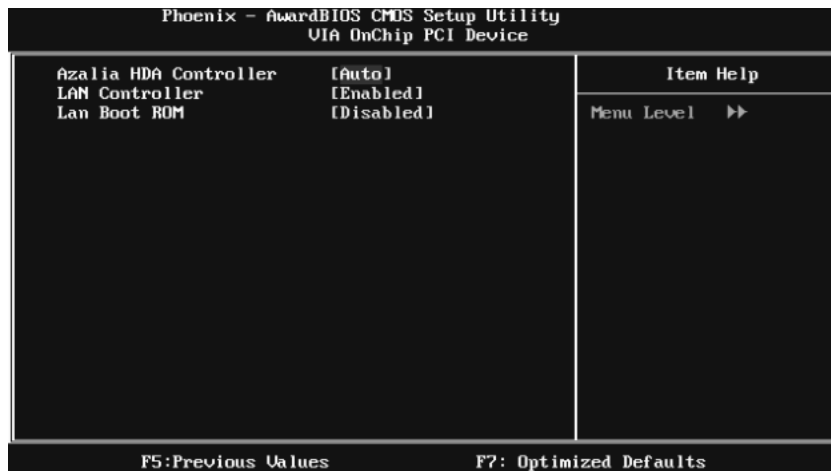 Phoenix - AwardBIOS CMOS Setup Utility
VIA OnChip PCI Device
Azalia HDA Controller [Auto]
LAN Controller [Enabled]
Lan Boot ROM [Disabled]
Item Help
Menu Level ▶▶
F5:Previous Values F7: Optimized Defaults